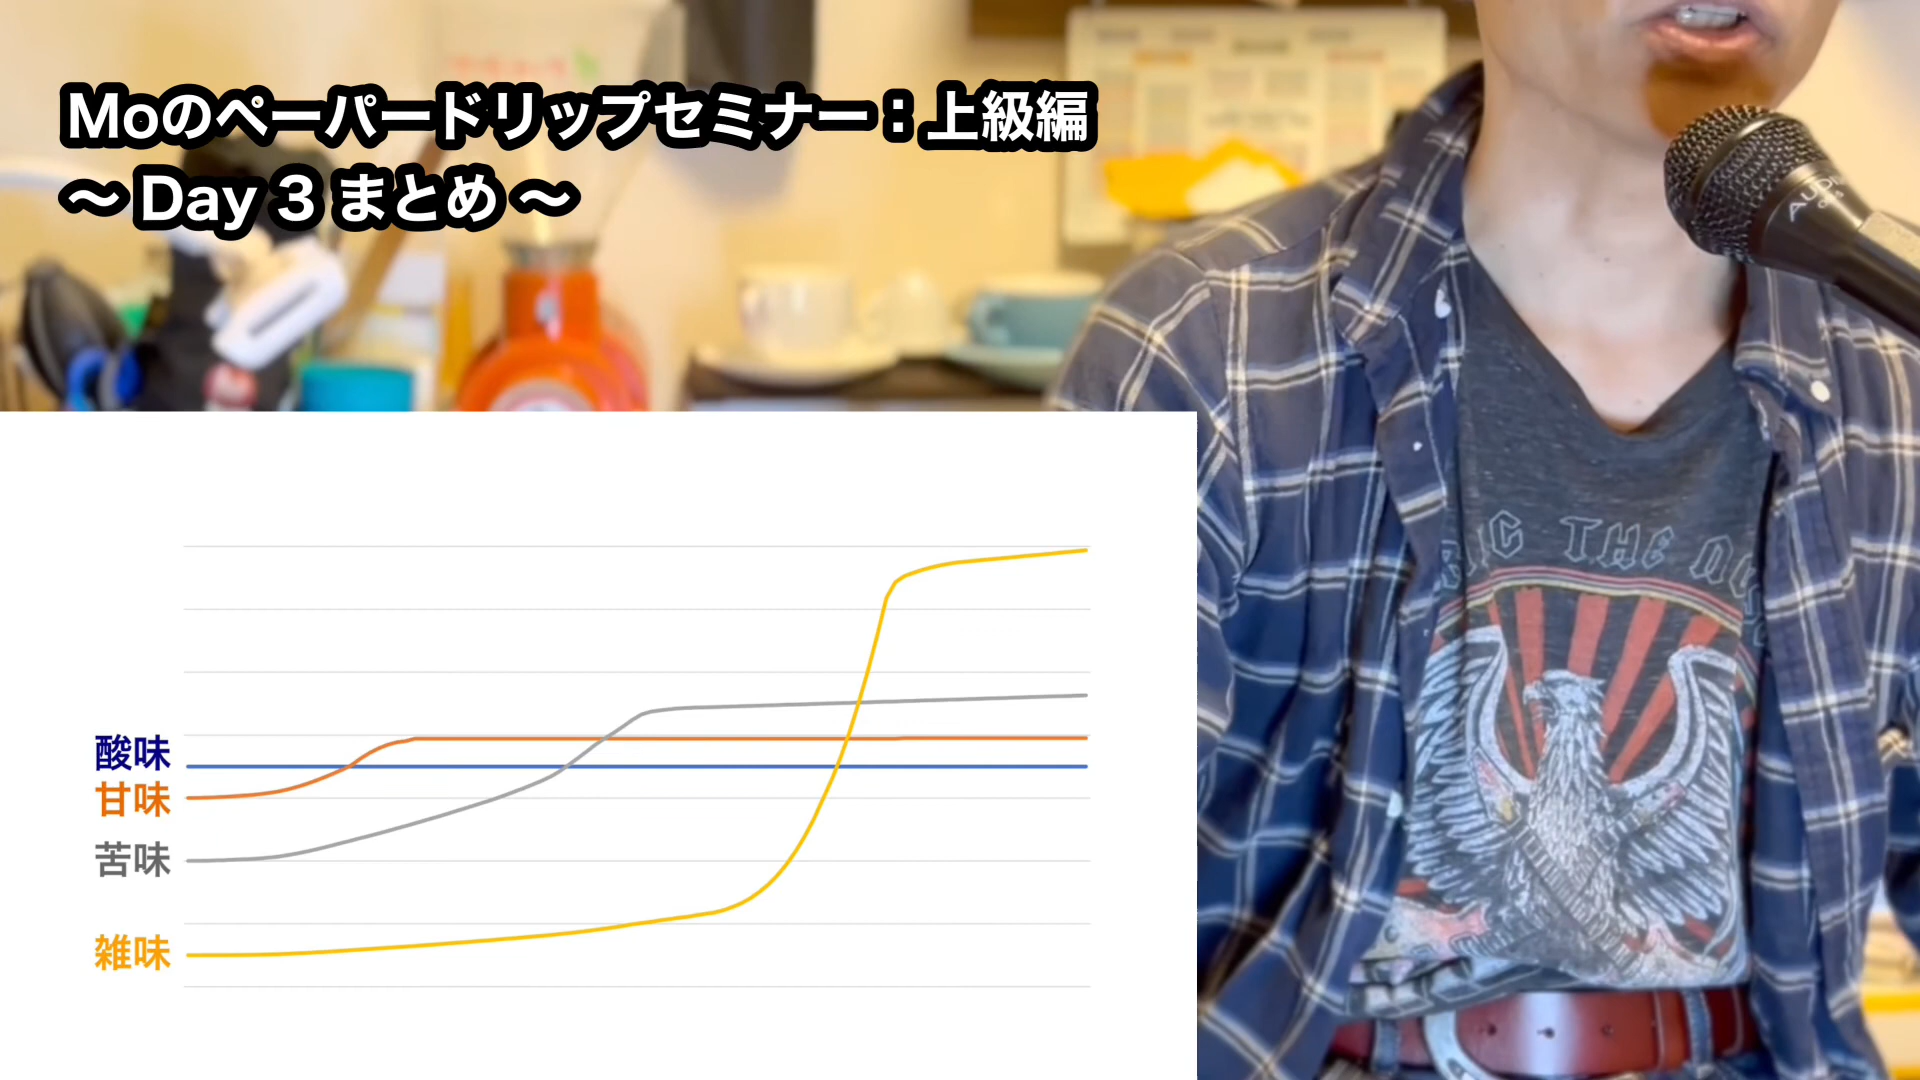 Moのペーパードリップセミナー：上級編
〜 Day 3 まとめ 〜
酸味
甘味
苦味
雑味
THE